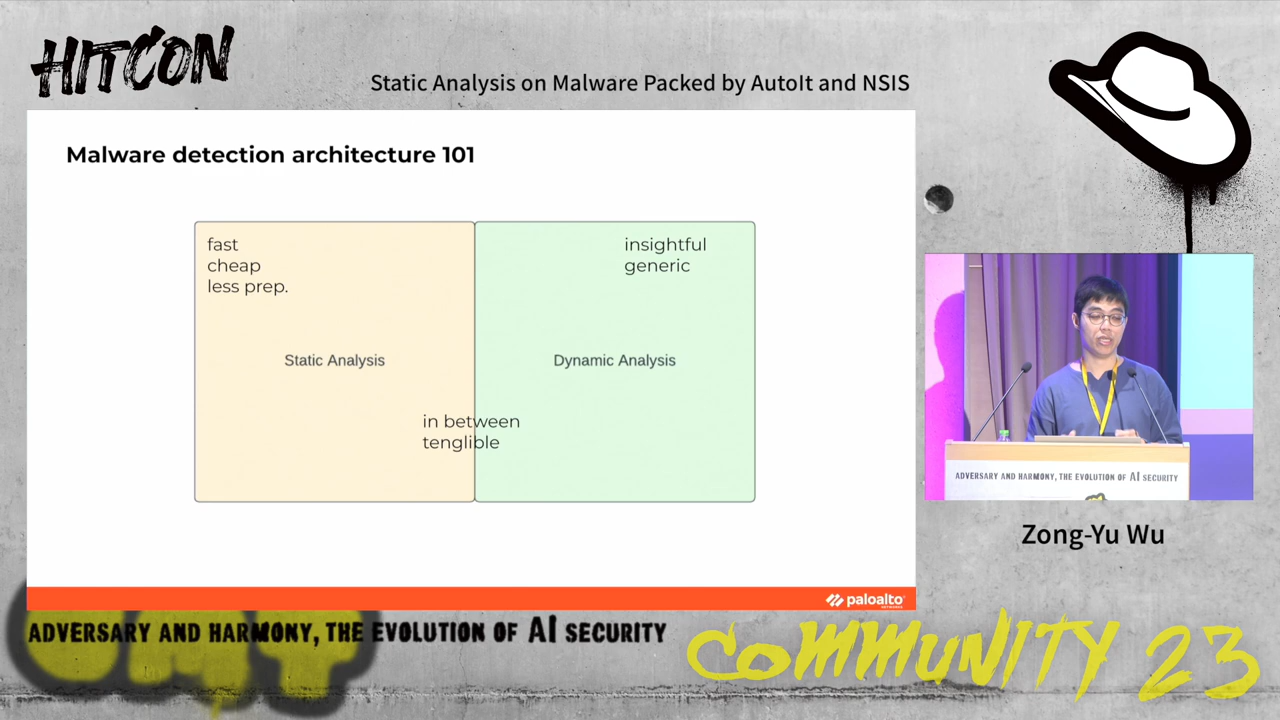 HITCON
Static Analysis on Malware Packed by AutoIt and NSIS
Malware detection architecture 101
fast
cheap
less prep.
insightful
generic
Static Analysis
Dynamic Analysis
in between
tenglible
paloalto
NETWORKS
ADVERSARY AND HARMONY, THE EVOLUTION OF AI SECURITY
Zong-Yu Wu
ADVERSARY AND HARMONY, THE EVOLUTION OF AI SECURITY
COMMUNITY 23